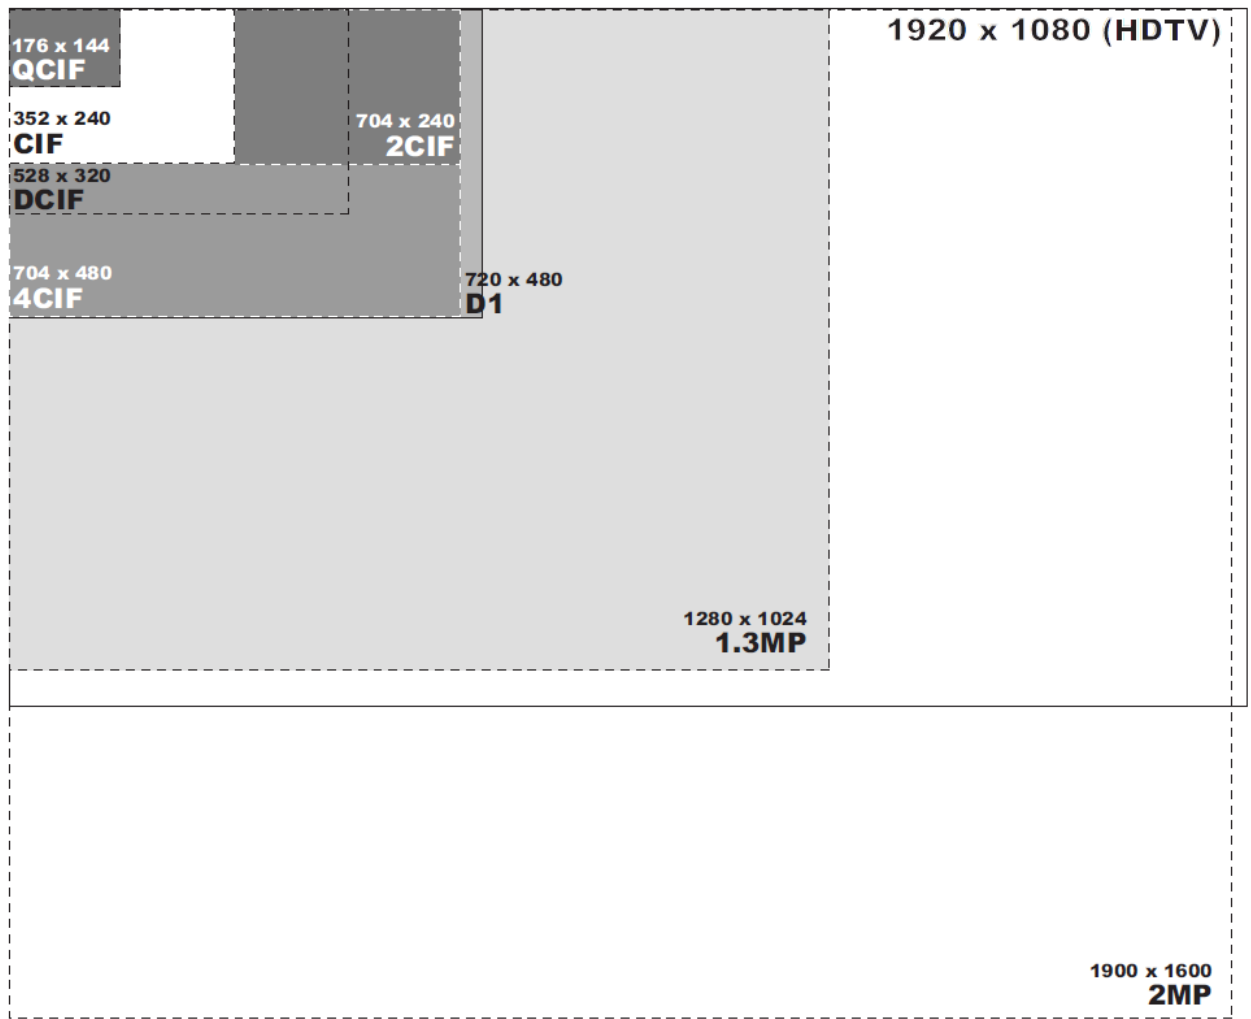 1920 x 1080 (HDTV)
176 x 144
QCIF
352 x 240
CIF
704 x 240
2CIF
528 x 320
DCIF
704 x 480
4CIF
720 x 480
D1
1280 x 1024
1.3MP
1900 x 1600
2MP